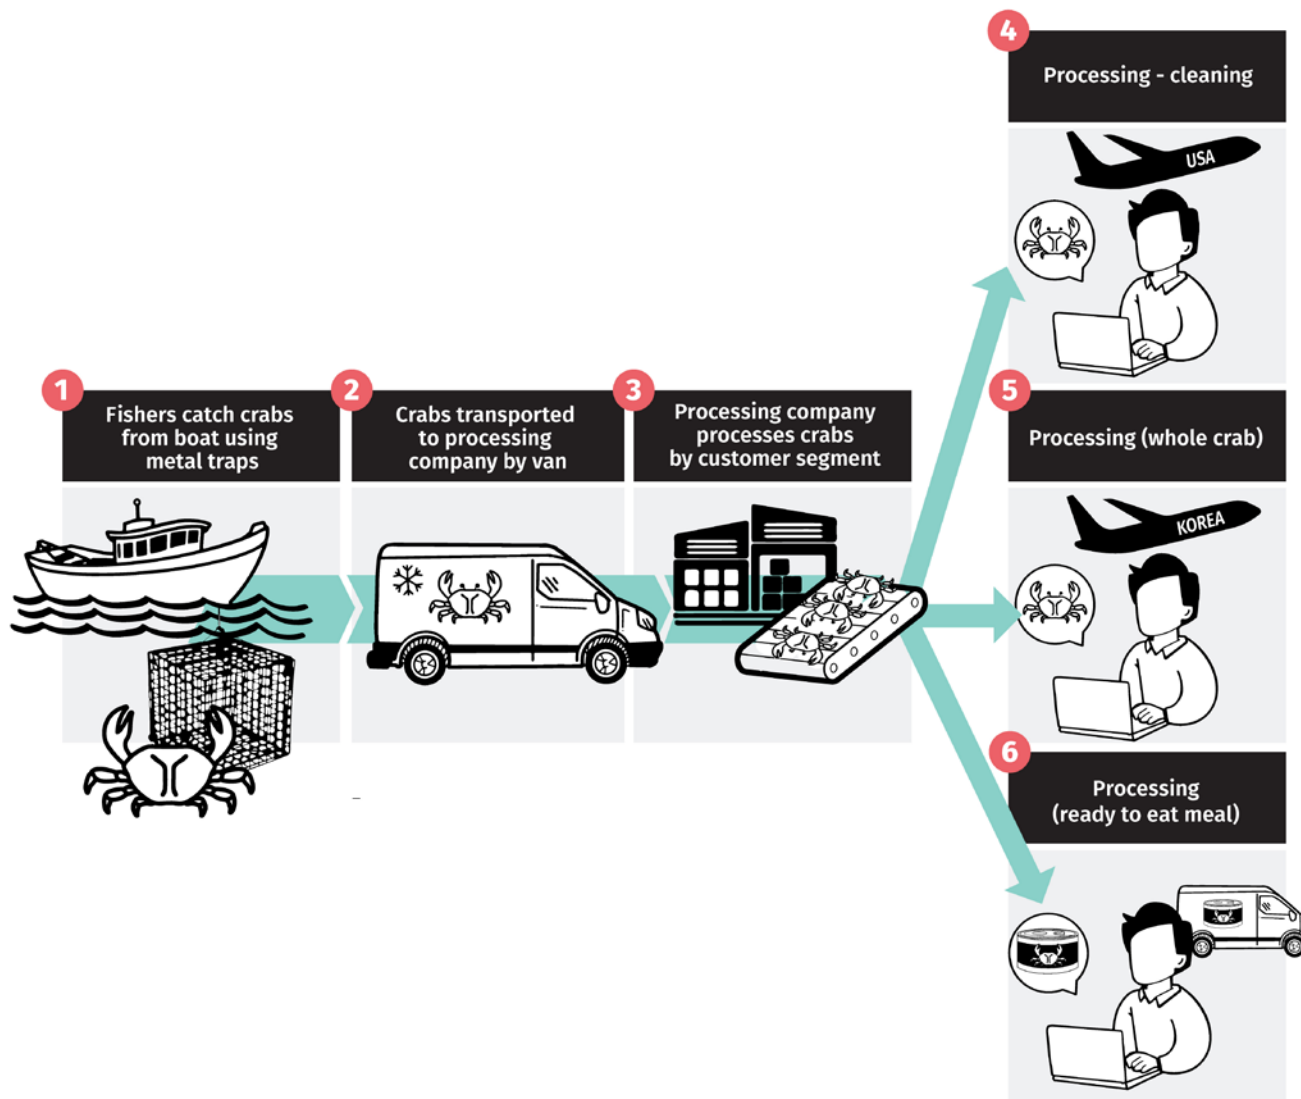 1
Fishers catch crabs
from boat using
metal traps
2
Crabs transported
to processing
company by van
3
Processing company
processes crabs
by customer segment
4
Processing - cleaning
USA
5
Processing (whole crab)
KOREA
6
Processing
(ready to eat meal)